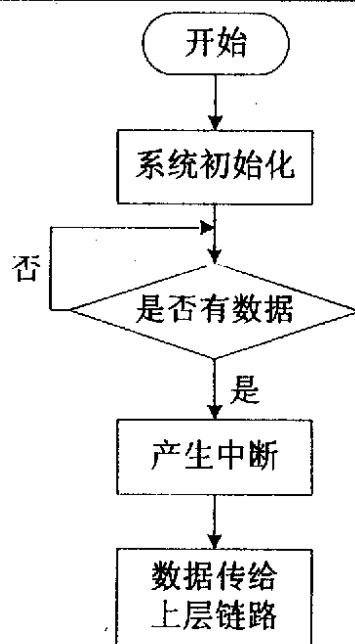 开始
系统初始化
否
是否有数据
是
产生中断
数据传给
上层链路